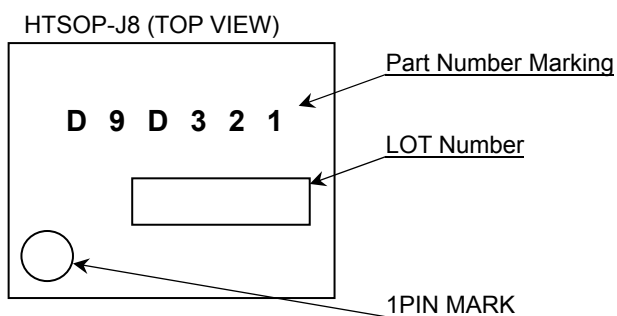 HTSOP-J8 (TOP VIEW)
Part Number Marking
D 9 D 3 2 1
LOT Number
1PIN MARK